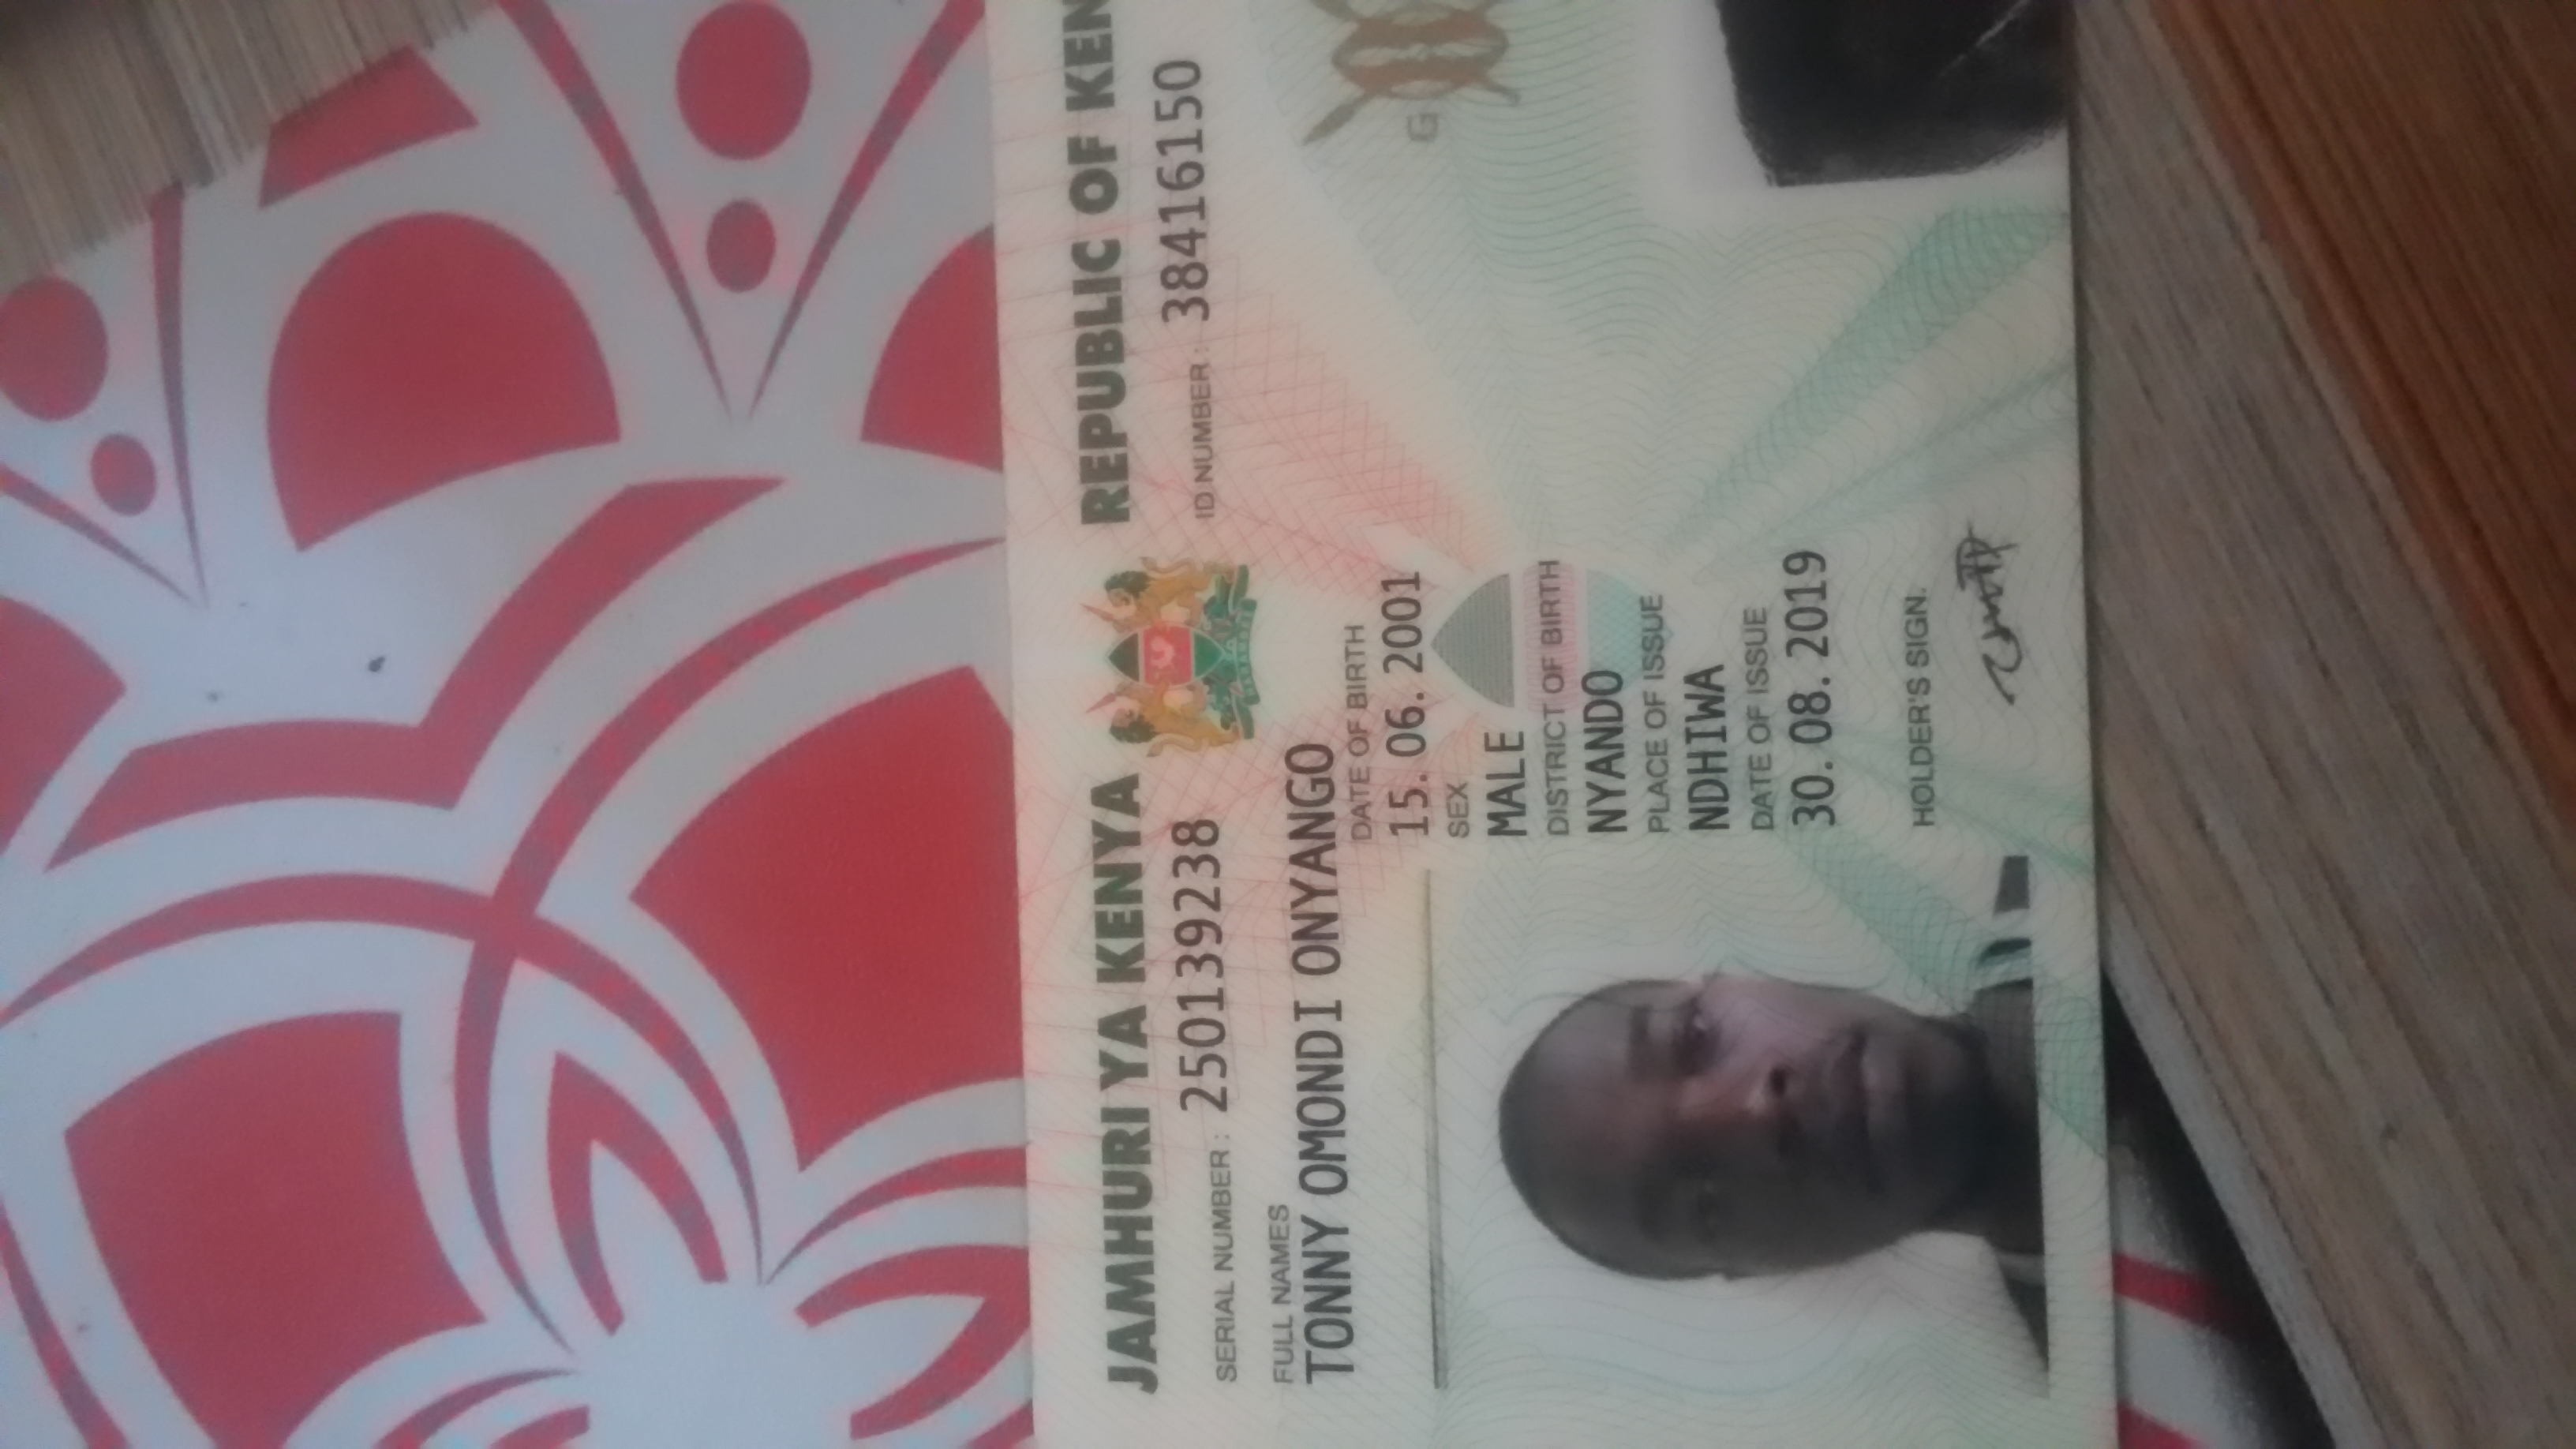 JAMHURI YA KENYA
REPUBLIC OF KEN
SERIAL NUMBER : 250139238
ID NUMBER : 38416150
FULL NAMES
TONNY OMONDI ONYANGO
DATE OF BIRTH
15. 06. 2001
SEX
MALE
DISTRICT OF BIRTH
NYANDO
PLACE OF ISSUE
NDHIWA
DATE OF ISSUE
30. 08. 2019
HOLDER'S SIGN.
HARAMBEE
G